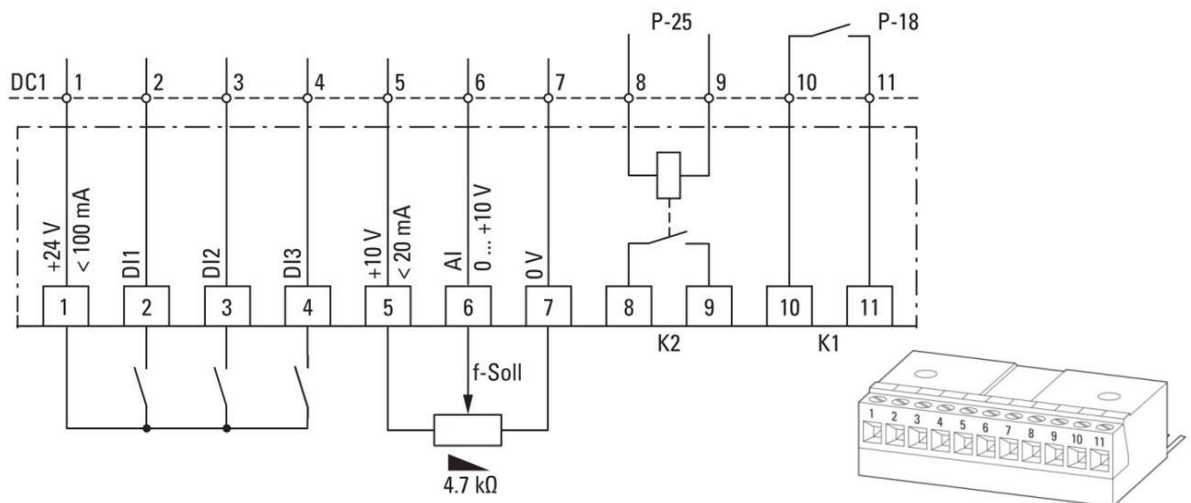 P-25 P-18
DC1 1 2 3 4 5 6 7 8 9 10 11
+24 V
< 100 mA
DI1
DI2
DI3
+10 V
< 20 mA
AI
0 ... +10 V
0 V
1 2 3 4 5 6 7 8 9 10 11
K2 K1
f-Soll
4.7 kΩ
1 2 3 4 5 6 7 8 9 10 11